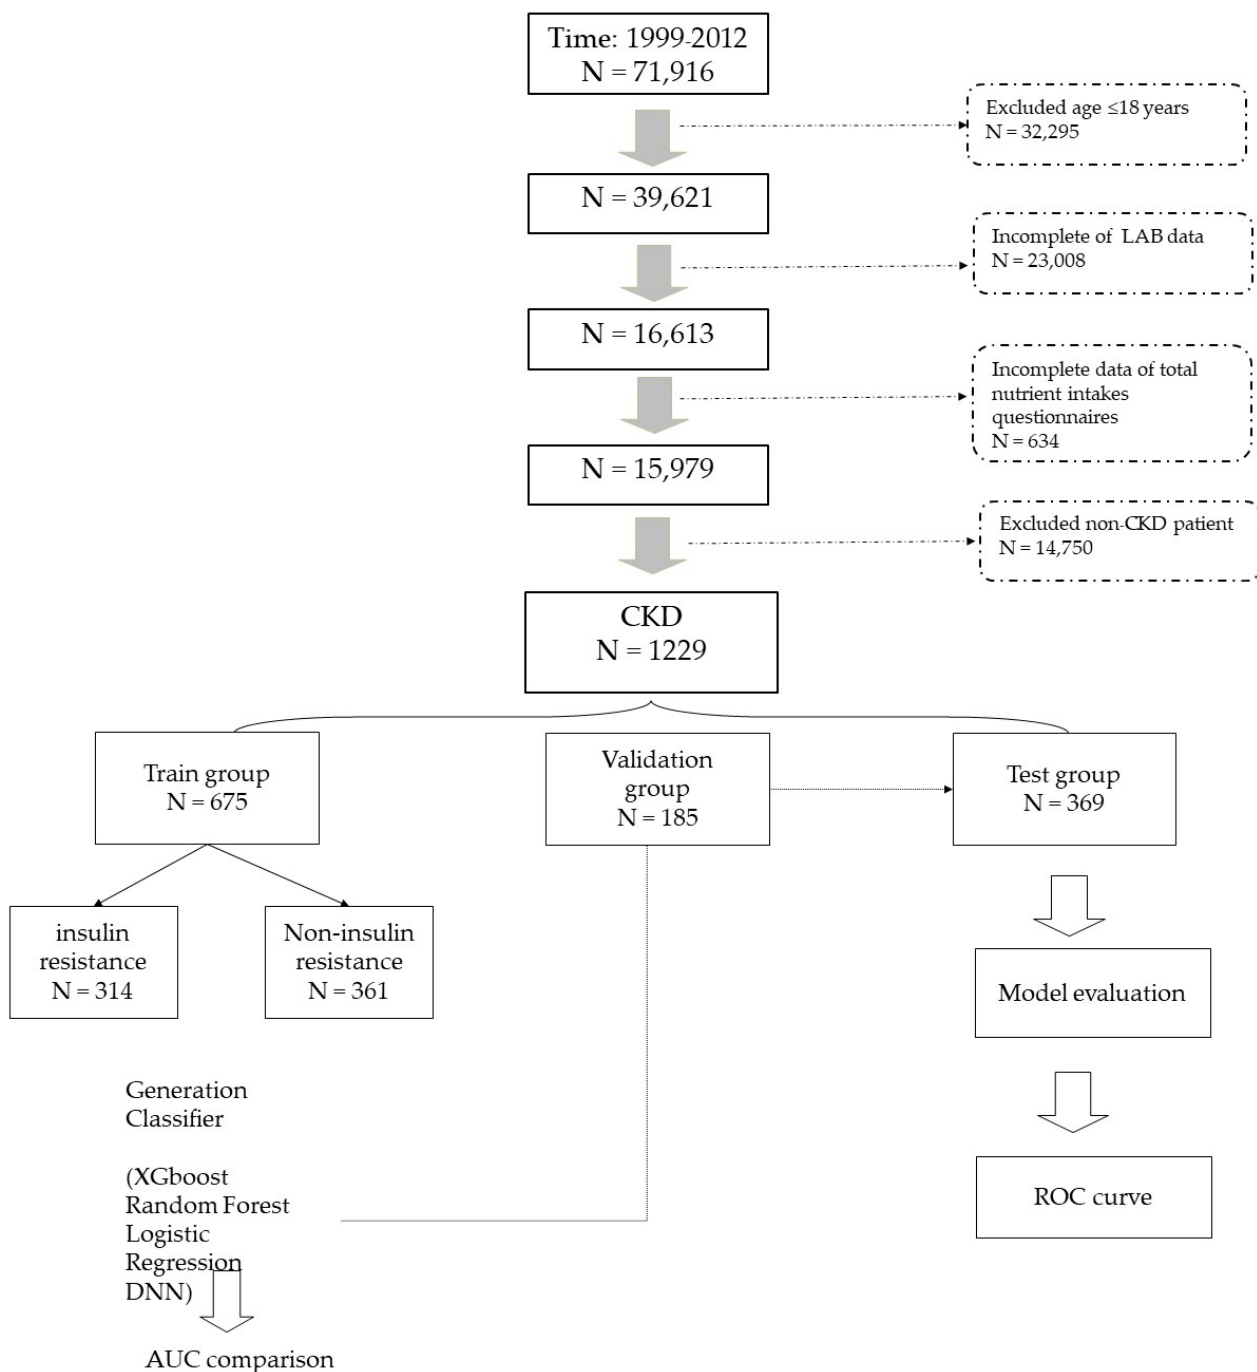 Time: 1999-2012
N = 71,916
Excluded age ≤18 years
N = 32,295
N = 39,621
Incomplete of LAB data
N = 23,008
N = 16,613
Incomplete data of total
nutrient intakes
questionnaires
N = 634
N = 15,979
Excluded non-CKD patient
N = 14,750
CKD
N = 1229
Train group
N = 675
Validation
group
N = 185
Test group
N = 369
insulin
resistance
N = 314
Non-insulin
resistance
N = 361
Model evaluation
Generation
Classifier
(XGboost
Random Forest
Logistic
Regression
DNN)
ROC curve
AUC comparison